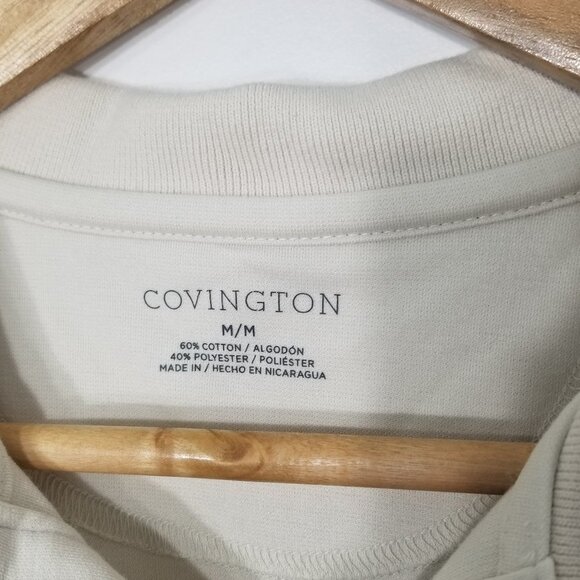 COVINGTON
M/M
60% COTTON / ALGODÓN
40% POLYESTER / POLIÉSTER
MADE IN / HECHO EN NICARAGUA